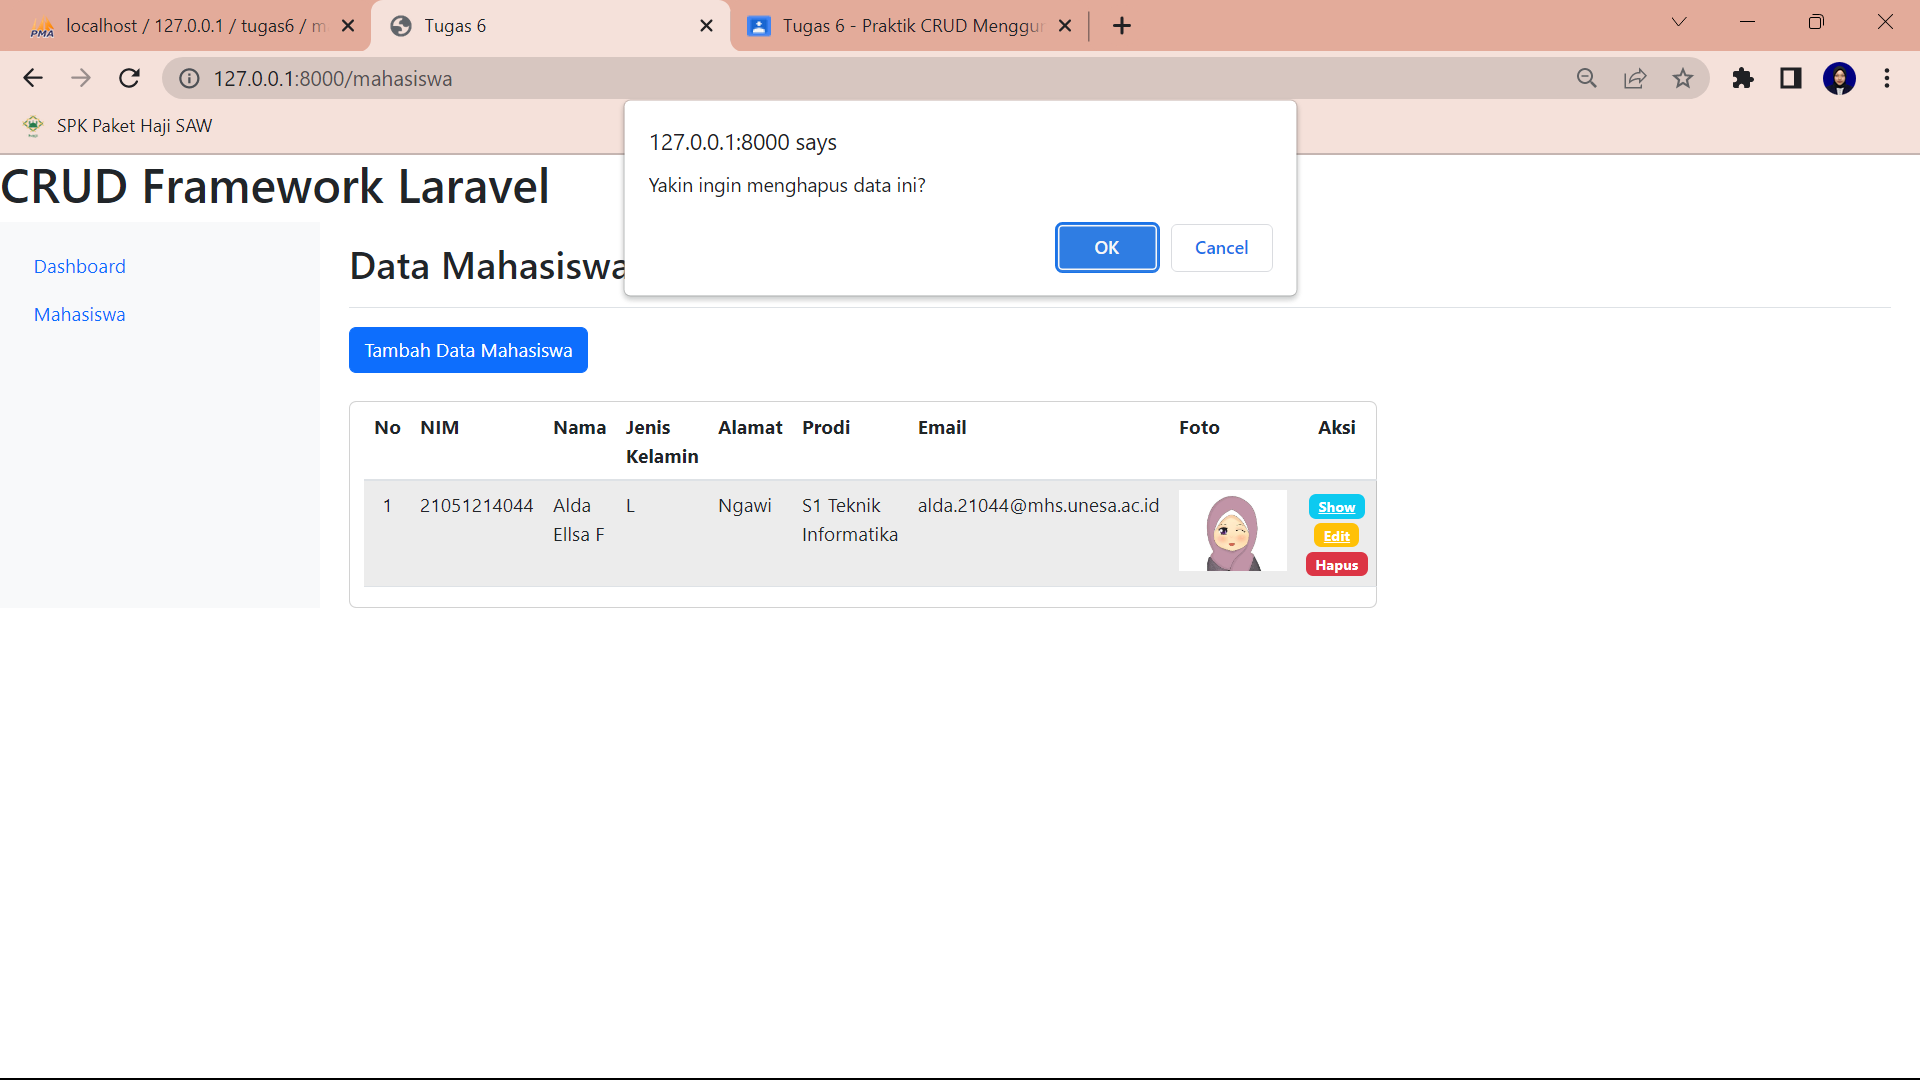 localhost / 127.0.0.1 / tugas6 / m
Tugas 6
Tugas 6 - Praktik CRUD Menggu
127.0.0.1:8000/mahasiswa
SPK Paket Haji SAW
127.0.0.1:8000 says
Yakin ingin menghapus data ini?
OK Cancel
CRUD Framework Laravel
Dashboard
Mahasiswa
Data Mahasiswa
Tambah Data Mahasiswa
No NIM Nama Jenis Kelamin Alamat Prodi Email Foto Aksi
1 21051214044 Alda Ellsa F L Ngawi S1 Teknik Informatika alda.21044@mhs.unesa.ac.id
Show
Edit
Hapus